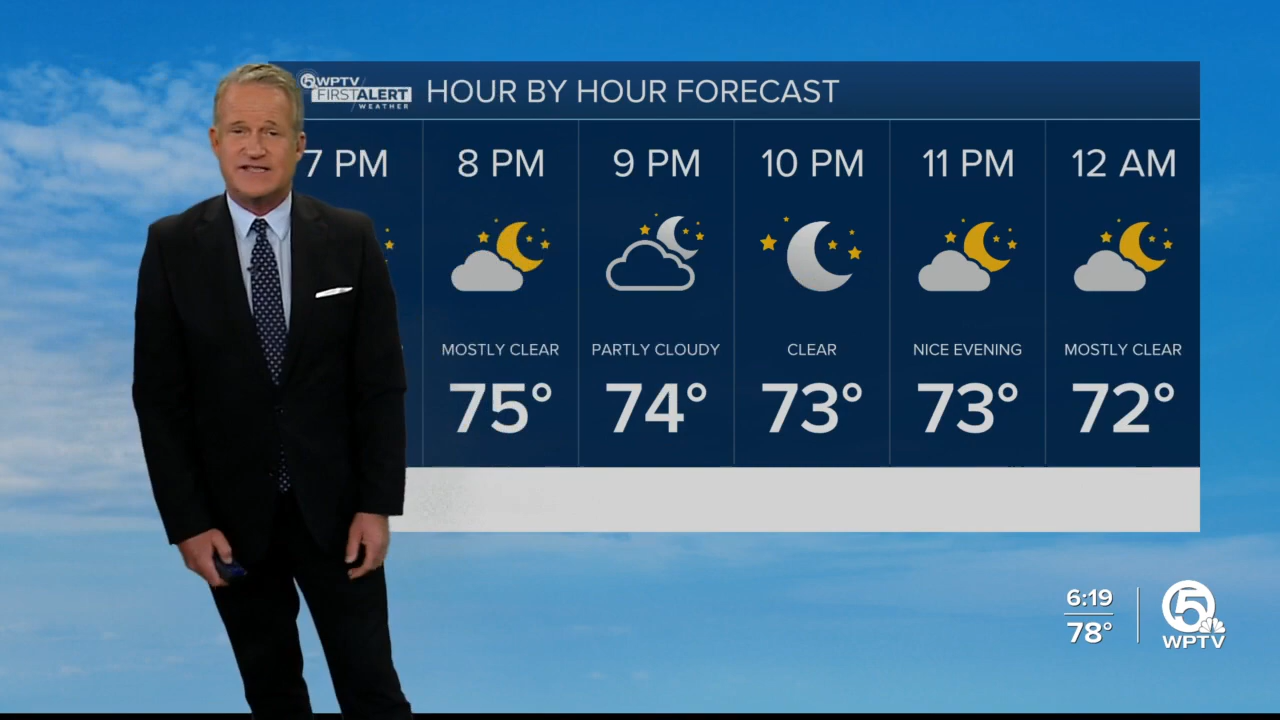 5 WPTV
FIRST ALERT
WEATHER
HOUR BY HOUR FORECAST
7 PM 8 PM 9 PM 10 PM 11 PM 12 AM
MOSTLY CLEAR PARTLY CLOUDY CLEAR NICE EVENING MOSTLY CLEAR
75° 74° 73° 73° 72°
6:19
78°
5
WPTV